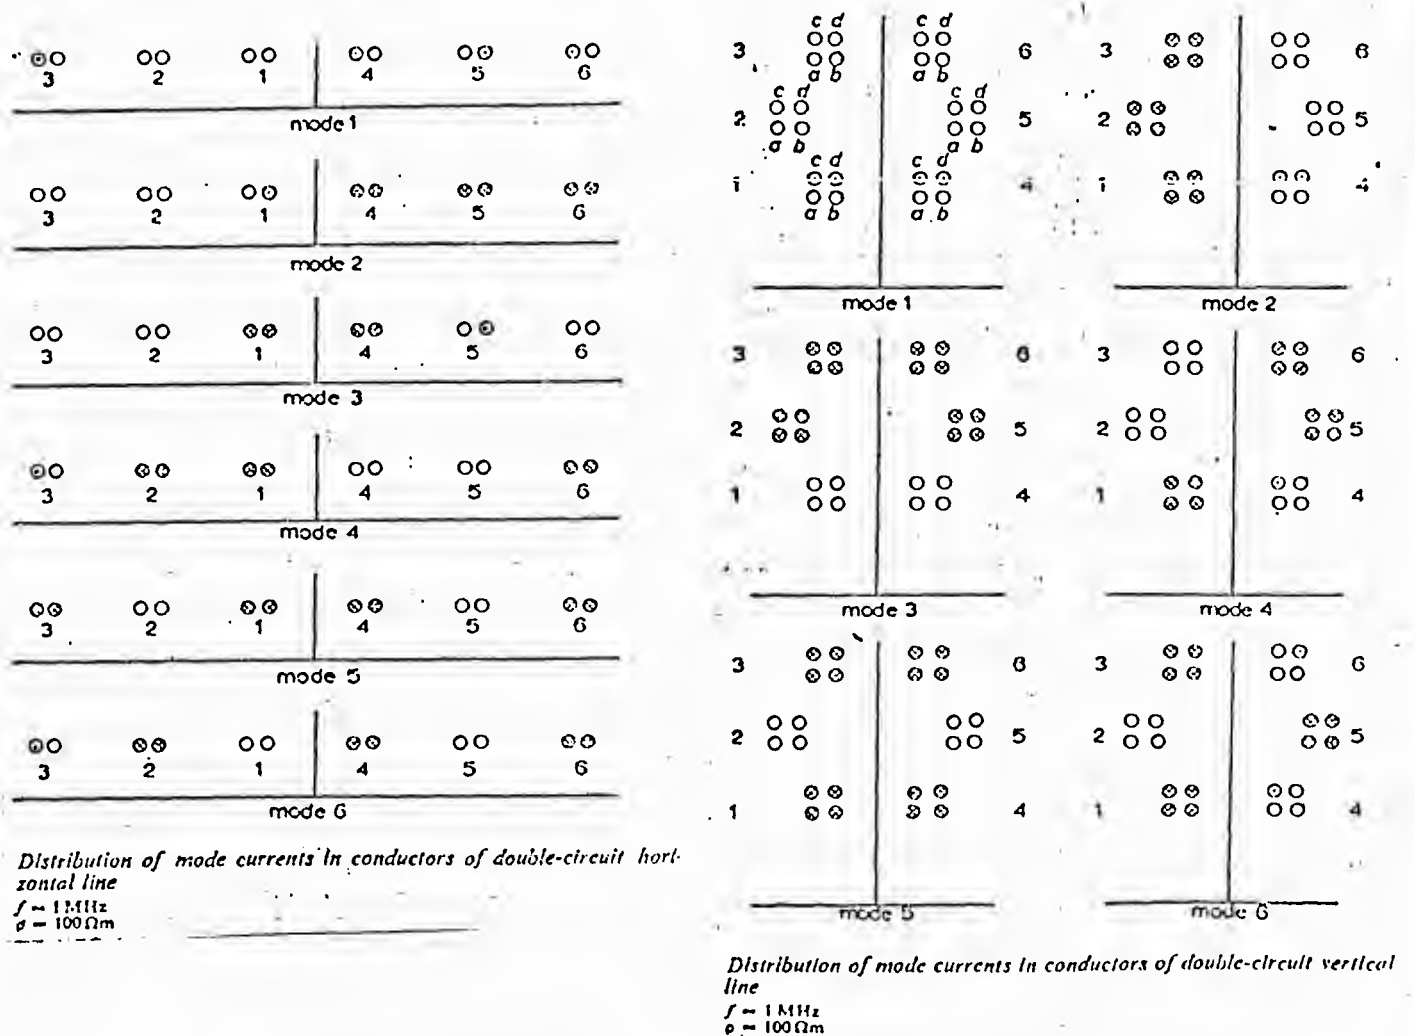 3 2 1 4 5 6
mode 1
3 2 1 4 5 6
mode 2
3 2 1 4 5 6
mode 3
3 2 1 4 5 6
mode 4
3 2 1 4 5 6
mode 5
3 2 1 4 5 6
mode 6
Distribution of mode currents in conductors of double-circuit hori-
zontal line
f = 1 MHz
ρ = 100 Ωm
c d c d
3 6
a b a b
c d c d
2 5
a b a b
c d c d
1 4
a b a b
mode 1
3 6
2 5
1 4
mode 2
3 6
2 5
1 4
mode 3
3 6
2 5
1 4
mode 4
3 6
2 5
1 4
mode 5
3 6
2 5
1 4
mode 6
Distribution of mode currents in conductors of double-circuit vertical
line
f = 1 MHz
ρ = 100 Ωm